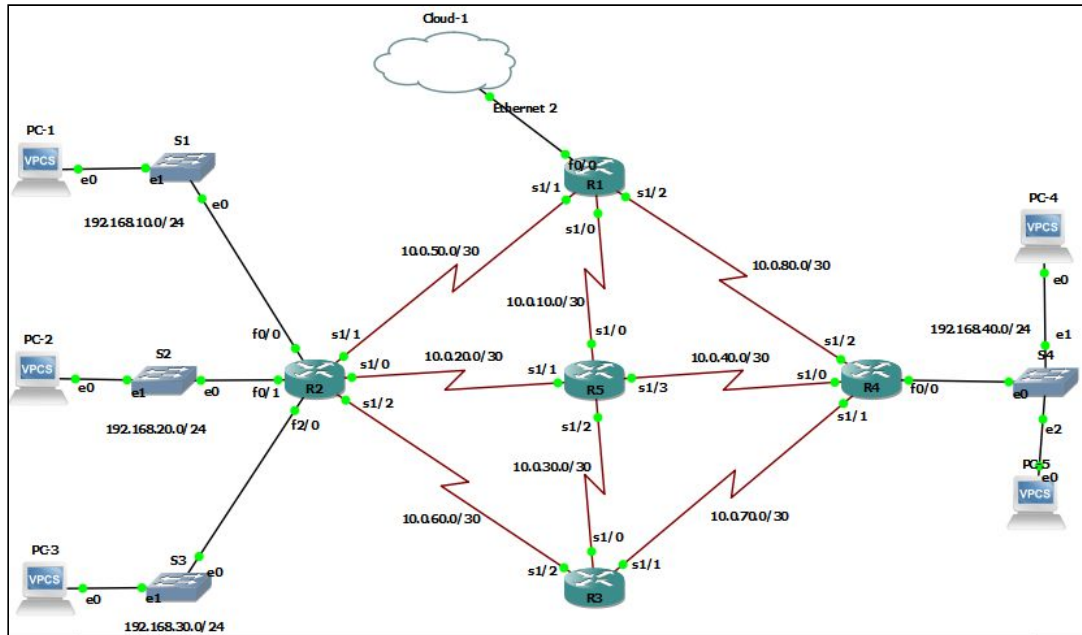 Cloud-1
Ethernet 2
PC-1
VPCS
e0
e1
S1
e0
192.168.10.0/24
f0/0
R1
s1/1
s1/0
s1/2
10.0.50.0/30
10.0.10.0/30
10.0.80.0/30
PC-4
VPCS
e0
192.168.40.0/24
e1
S4
PC-2
VPCS
e0
e1
S2
e0
192.168.20.0/24
f0/0
f0/1
f2/0
R2
s1/1
s1/0
s1/2
10.0.20.0/30
s1/0
s1/1
R5
s1/3
s1/2
10.0.40.0/30
s1/2
s1/0
R4
s1/1
f0/0
e0
e2
PC-5
e0
VPCS
10.0.60.0/30
10.0.30.0/30
10.0.70.0/30
PC-3
VPCS
e0
e1
S3
e0
192.168.30.0/24
s1/0
s1/2
s1/1
R3